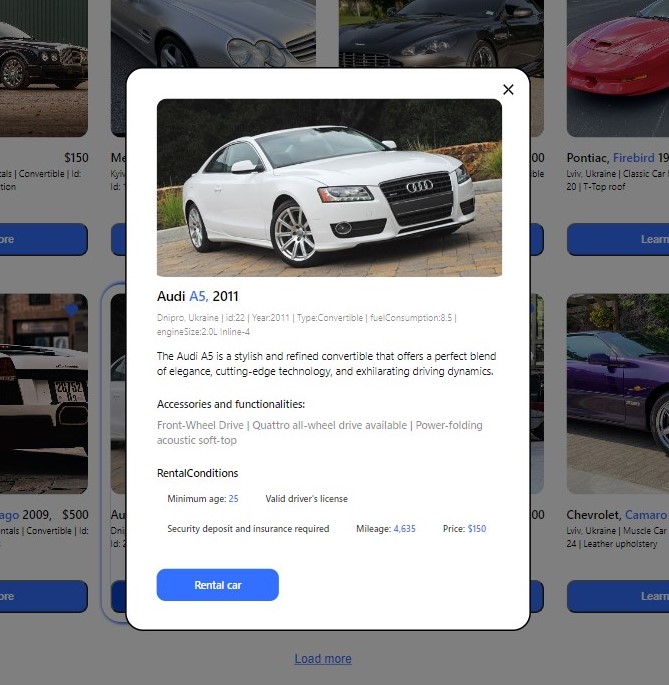 $150
als | Convertible | Id:
tion
ore
ago 2009, $500
ntals | Convertible | Id:
ore
Me
Kyiv
Id: 1
Au
Dni
Id: 2
Audi A5, 2011
Dnipro, Ukraine | id:22 | Year:2011 | Type:Convertible | fuelConsumption:8.5 |
engineSize:2.0L Inline-4
The Audi A5 is a stylish and refined convertible that offers a perfect blend
of elegance, cutting-edge technology, and exhilarating driving dynamics.
Accessories and functionalities:
Front-Wheel Drive | Quattro all-wheel drive available | Power-folding
acoustic soft-top
RentalConditions
Minimum age: 25 Valid driver's license
Security deposit and insurance required Mileage: 4,635 Price: $150
Rental car
00
ble
00
Pontiac, Firebird 19
Lviv, Ukraine | Classic Car
20 | T-Top roof
Learn
Chevrolet, Camaro
Lviv, Ukraine | Muscle Car
24 | Leather upholstery
Learn
Load more